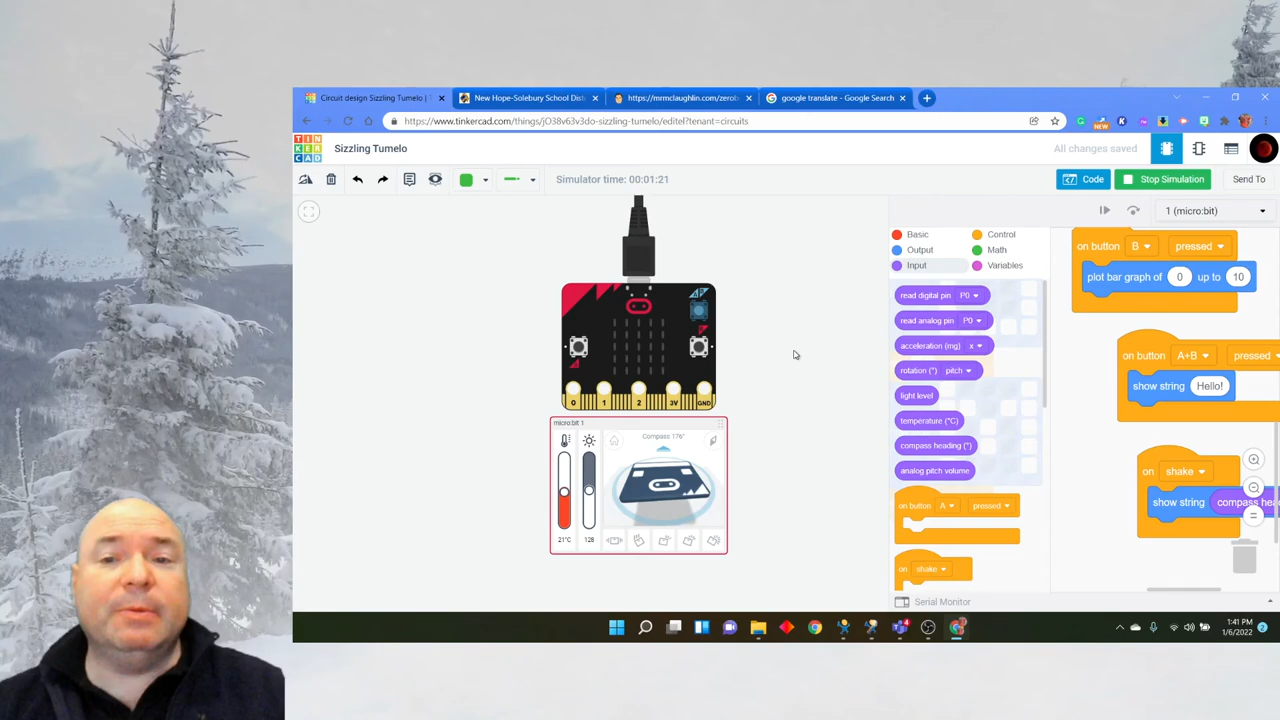 Circuit design Sizzling Tumelo |
New Hope-Solebury School Dist
https://mrmclaughlin.com/zerob
google translate - Google Search
https://www.tinkercad.com/things/jO38v63v3do-sizzling-tumelo/editel?tenant=circuits
NEW
TIN
KER
CAD
Sizzling Tumelo
All changes saved
Simulator time: 00:01:21
Code
Stop Simulation
Send To
1 (micro:bit)
Basic
Control
Output
Math
Input
Variables
read digital pin P0
read analog pin P0
acceleration (mg) x
rotation (°) pitch
light level
temperature (°C)
compass heading (°)
analog pitch volume
on button A pressed
on shake
on button B pressed
plot bar graph of 0 up to 10
on button A+B pressed
show string Hello!
on shake
show string compass hea
0 1 2 3V GND
micro:bit 1
Compass 176°
21°C 128
Serial Monitor
1:41 PM
1/6/2022
2